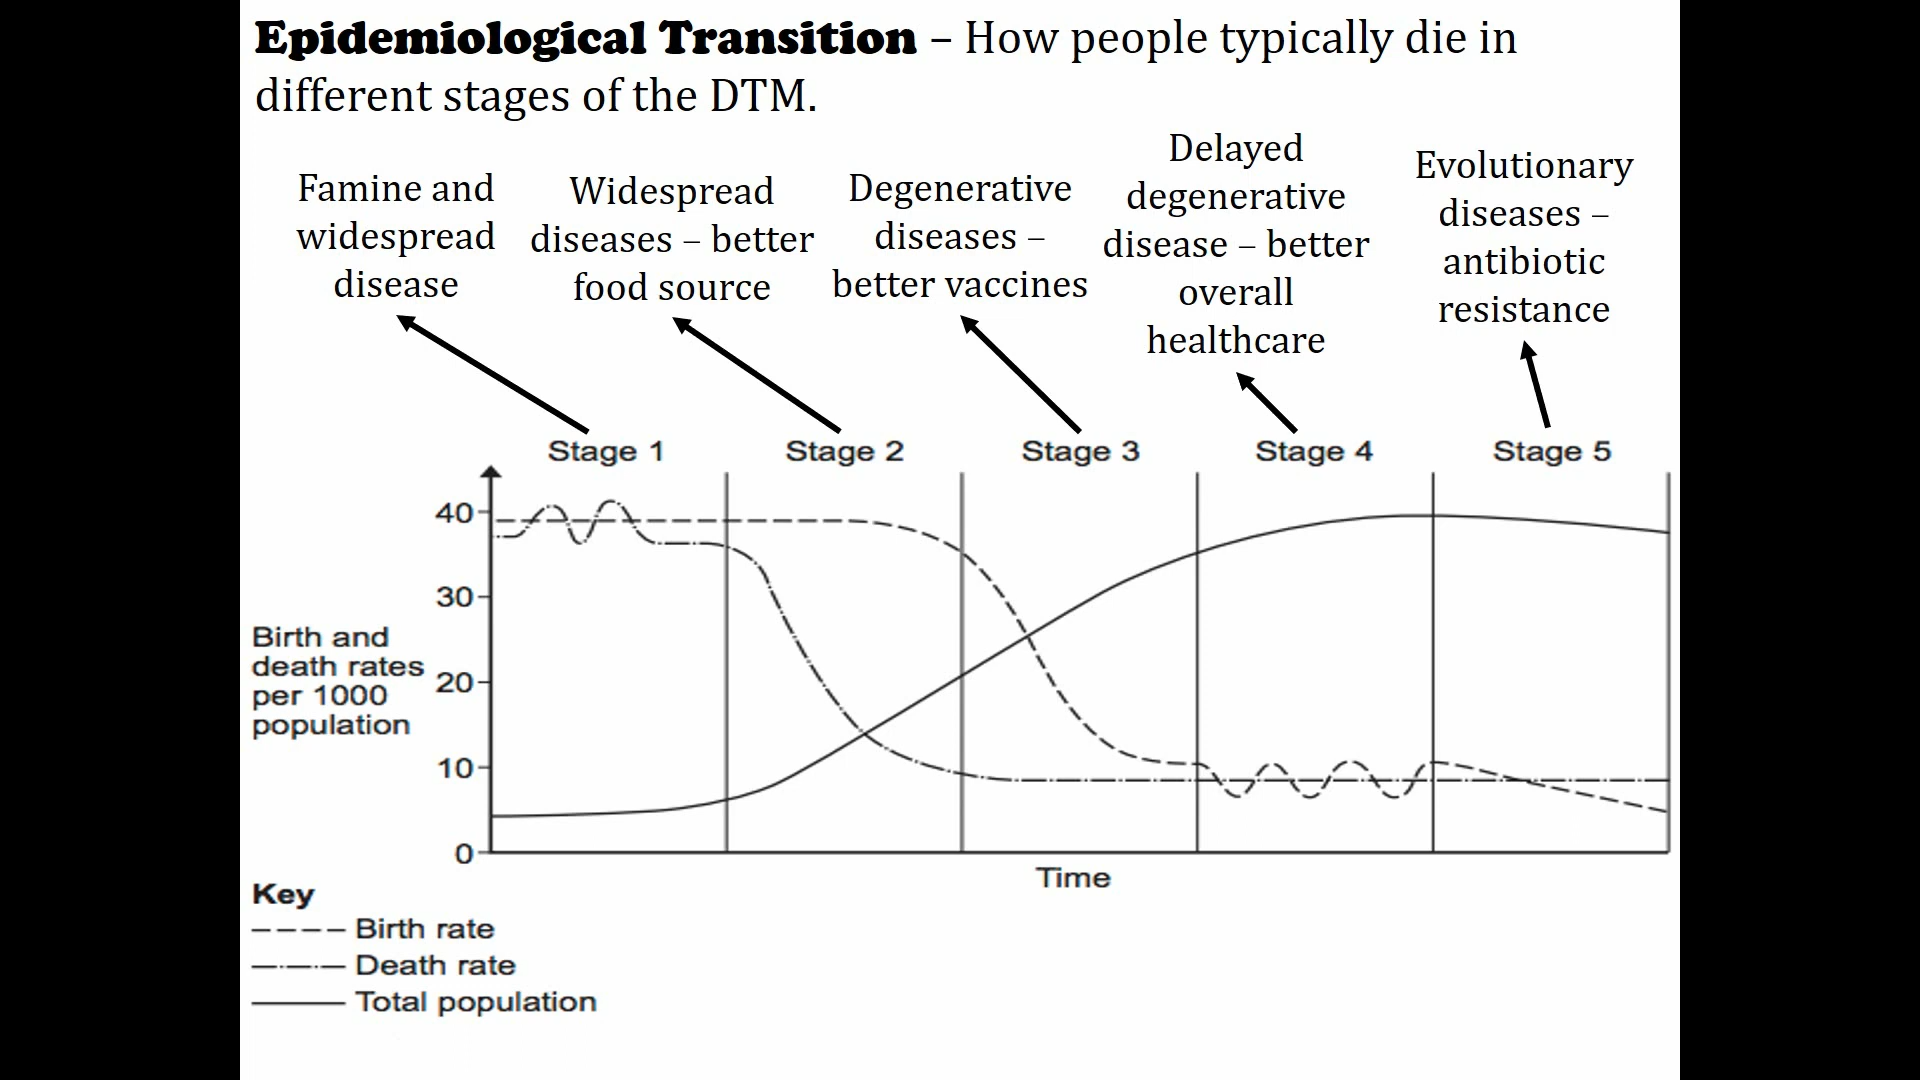 Epidemiological Transition – How people typically die in
different stages of the DTM.
Famine and
widespread
disease
Widespread
diseases – better
food source
Degenerative
diseases –
better vaccines
Delayed
degenerative
disease – better
overall
healthcare
Evolutionary
diseases –
antibiotic
resistance
Stage 1
Stage 2
Stage 3
Stage 4
Stage 5
40
30
20
10
0
Birth and
death rates
per 1000
population
Time
Key
Birth rate
Death rate
Total population